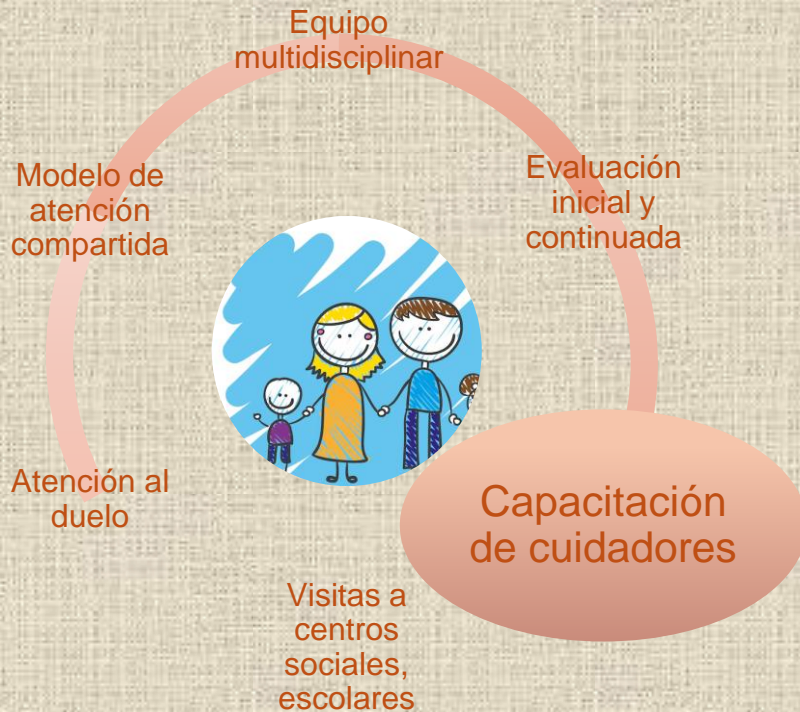 Equipo
multidisciplinar
Evaluación
inicial y
continuada
Capacitación
de cuidadores
Visitas a
centros
sociales,
escolares
Atención al
duelo
Modelo de
atención
compartida